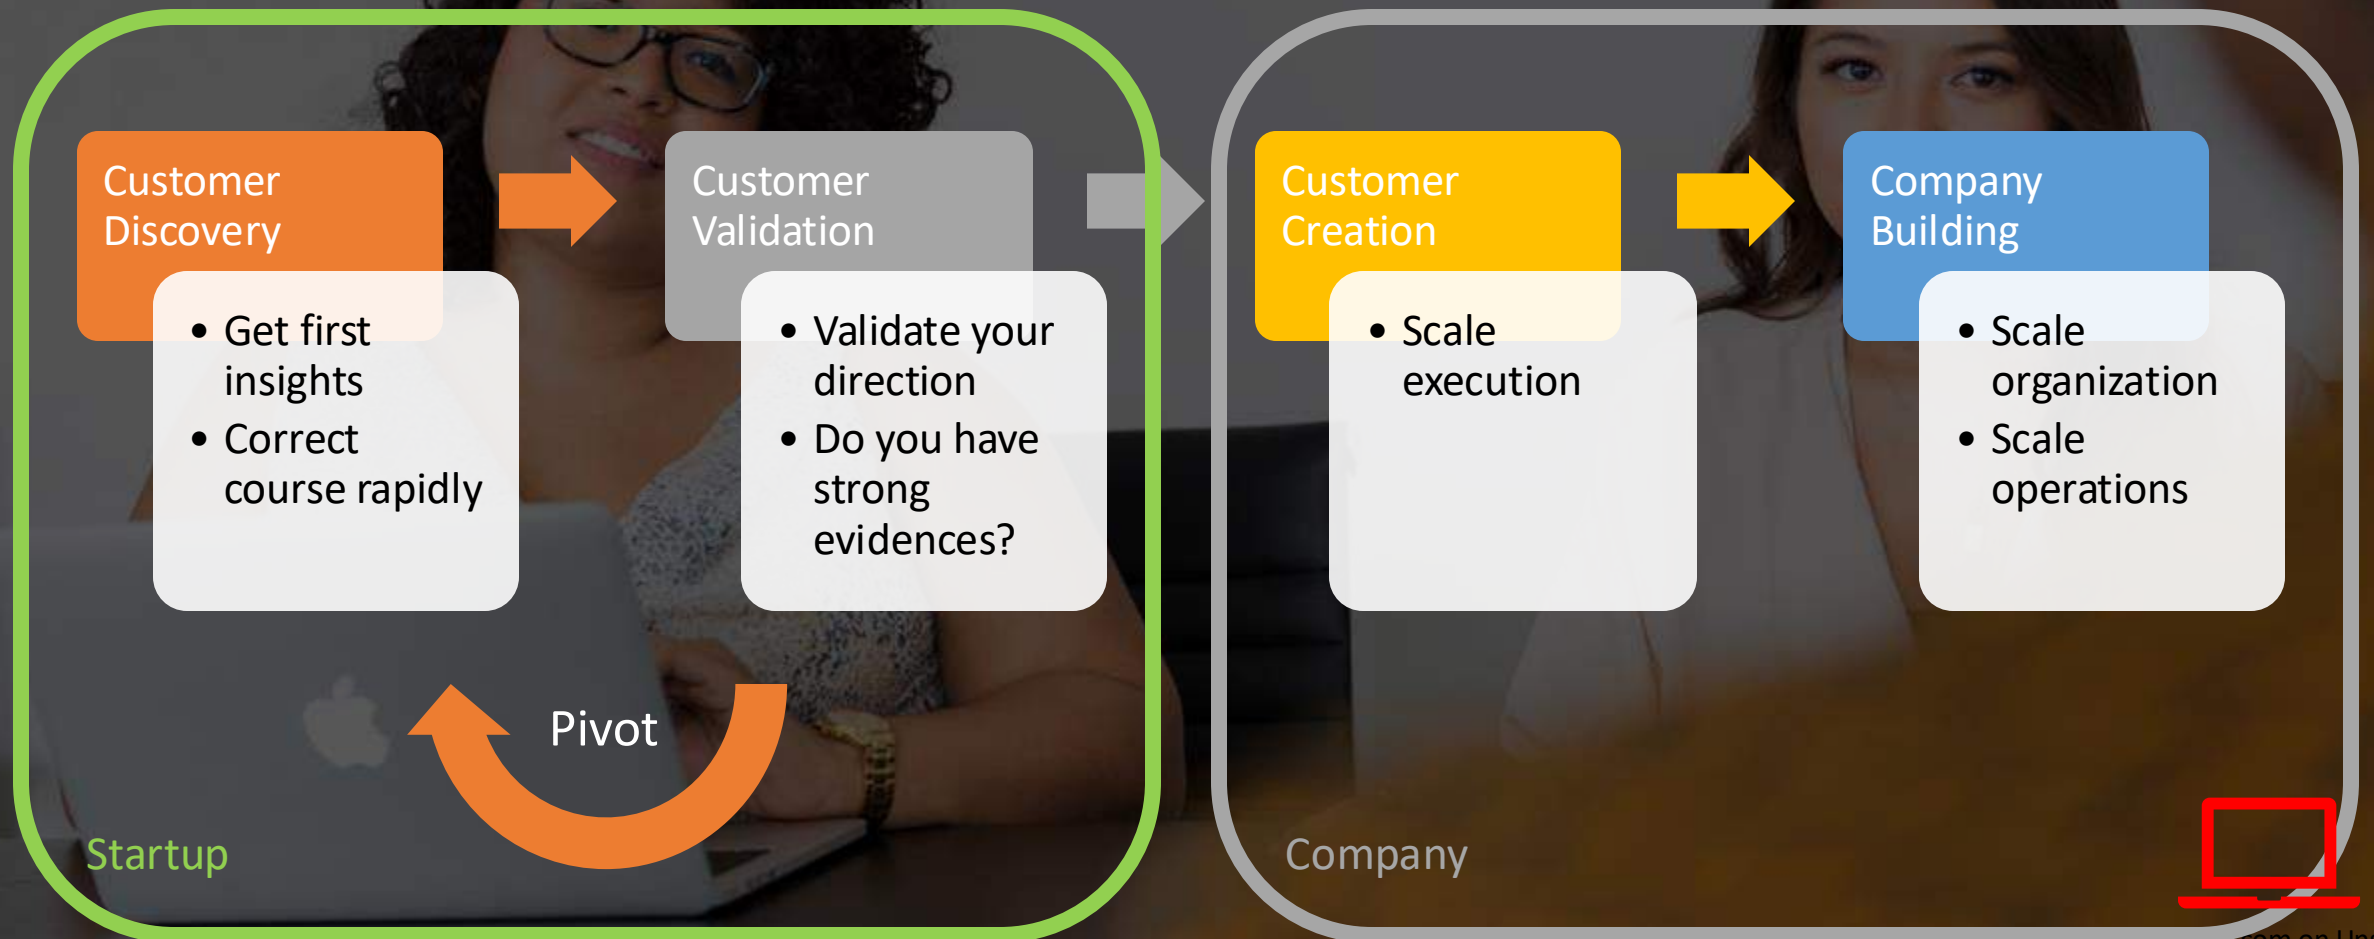 Customer
Discovery
• Get first
insights
• Correct
course rapidly
Customer
Validation
• Validate your
direction
• Do you have
strong
evidences?
Pivot
Startup
Customer
Creation
• Scale
execution
Company
Building
• Scale
organization
• Scale
operations
Company